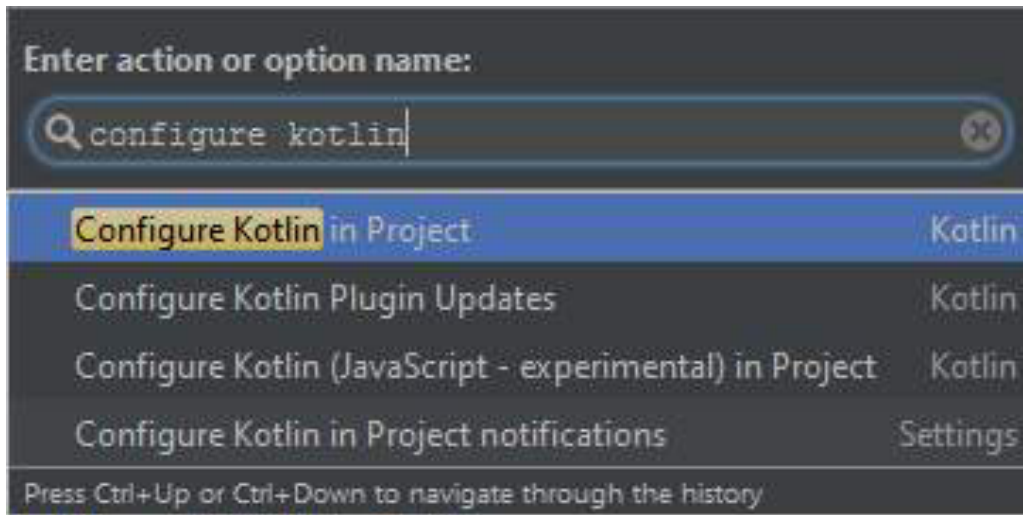 Enter action or option name:
configure kotlin
Configure Kotlin in Project Kotlin
Configure Kotlin Plugin Updates Kotlin
Configure Kotlin (JavaScript - experimental) in Project Kotlin
Configure Kotlin in Project notifications Settings
Press Ctrl+Up or Ctrl+Down to navigate through the history